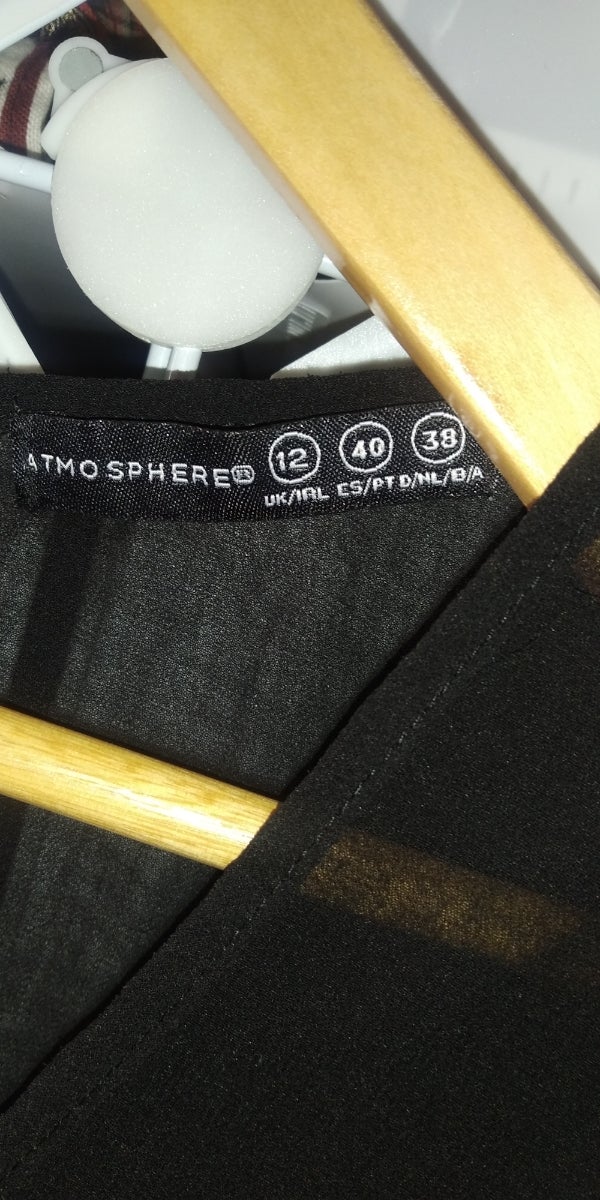 ATMOSPHERE® 12 40 38
UK/IRL ES/PT D/NL/B/A